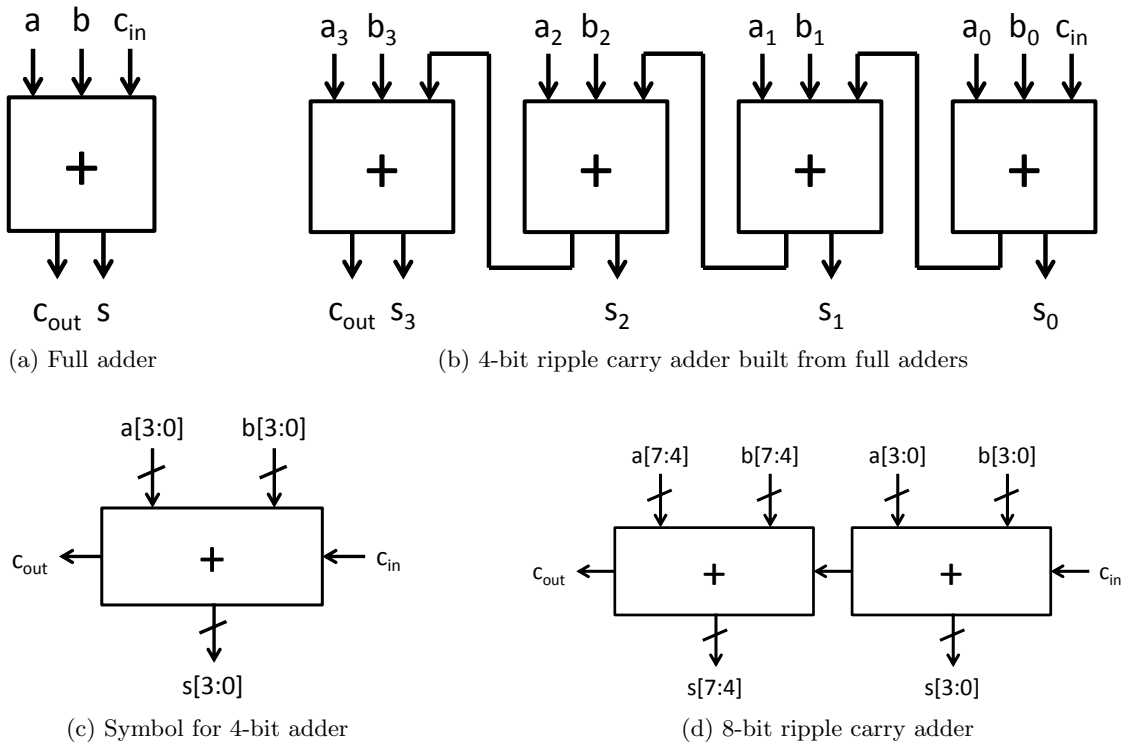 a b c_in
a_3 b_3 a_2 b_2 a_1 b_1 a_0 b_0 c_in
+
+ + + +
c_out s
c_out s_3 s_2 s_1 s_0
(a) Full adder
(b) 4-bit ripple carry adder built from full adders
a[3:0] b[3:0]
c_out + c_in
s[3:0]
(c) Symbol for 4-bit adder
a[7:4] b[7:4] a[3:0] b[3:0]
c_out + + c_in
s[7:4] s[3:0]
(d) 8-bit ripple carry adder